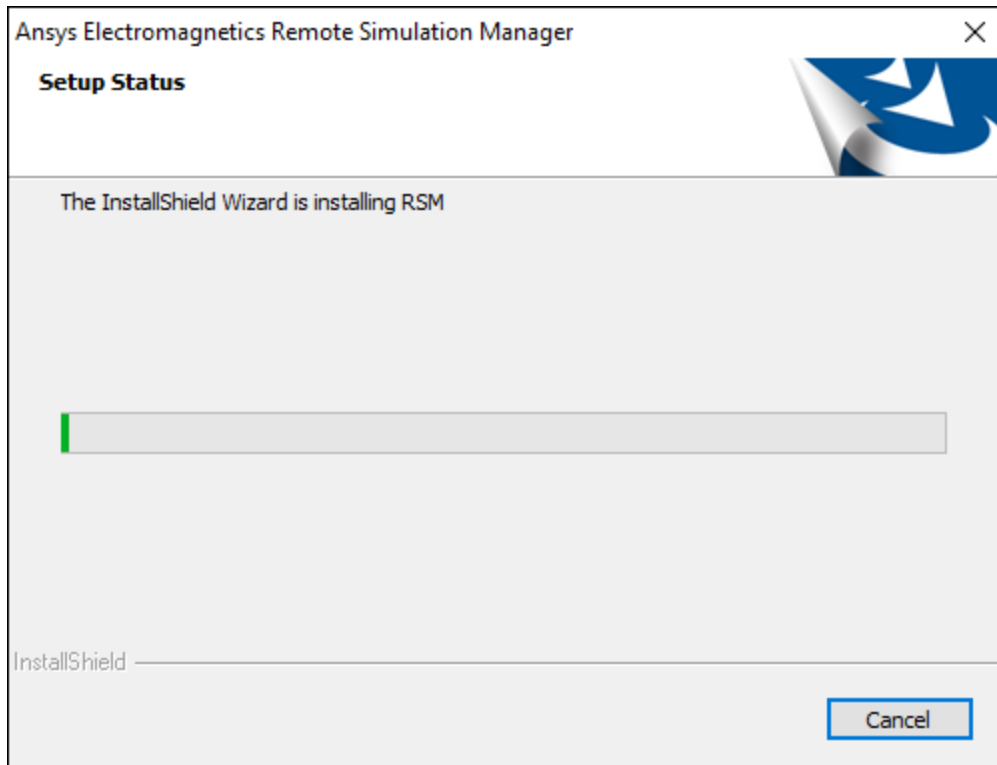 Ansys Electromagnetics Remote Simulation Manager
Setup Status
The InstallShield Wizard is installing RSM
InstallShield
Cancel